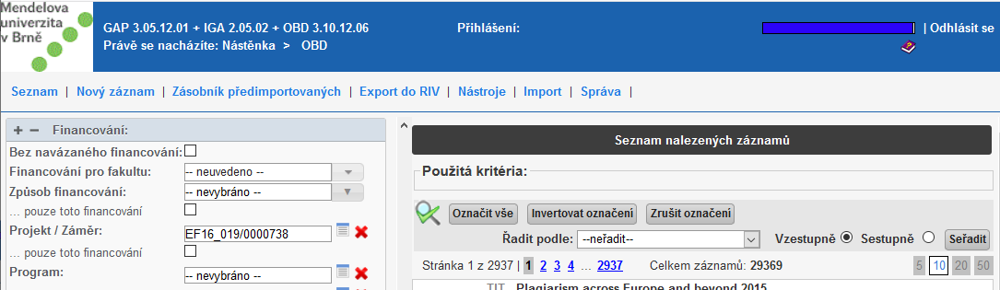 Mendelova
univerzita
v Brně
GAP 3.05.12.01 + IGA 2.05.02 + OBD 3.10.12.06
Přihlášení:
| Odhlásit se
Právě se nacházíte: Nástěnka > OBD
Seznam | Nový záznam | Zásobník předimportovaných | Export do RIV | Nástroje | Import | Správa |
+ − Financování:
Bez navázaného financování:
Financování pro fakultu: -- neuvedeno --
Způsob financování: -- nevybráno --
... pouze toto financování
Projekt / Záměr: EF16_019/0000738
... pouze toto financování
Program: -- nevybráno --
Seznam nalezených záznamů
Použitá kritéria:
Označit vše Invertovat označení Zrušit označení
Řadit podle: --neřadit-- Vzestupně Sestupně Seřadit
Stránka 1 z 2937 | 1 2 3 4 ... 2937 Celkem záznamů: 29369 5 10 20 50
TIT Plagiarism across Europe and beyond 2015